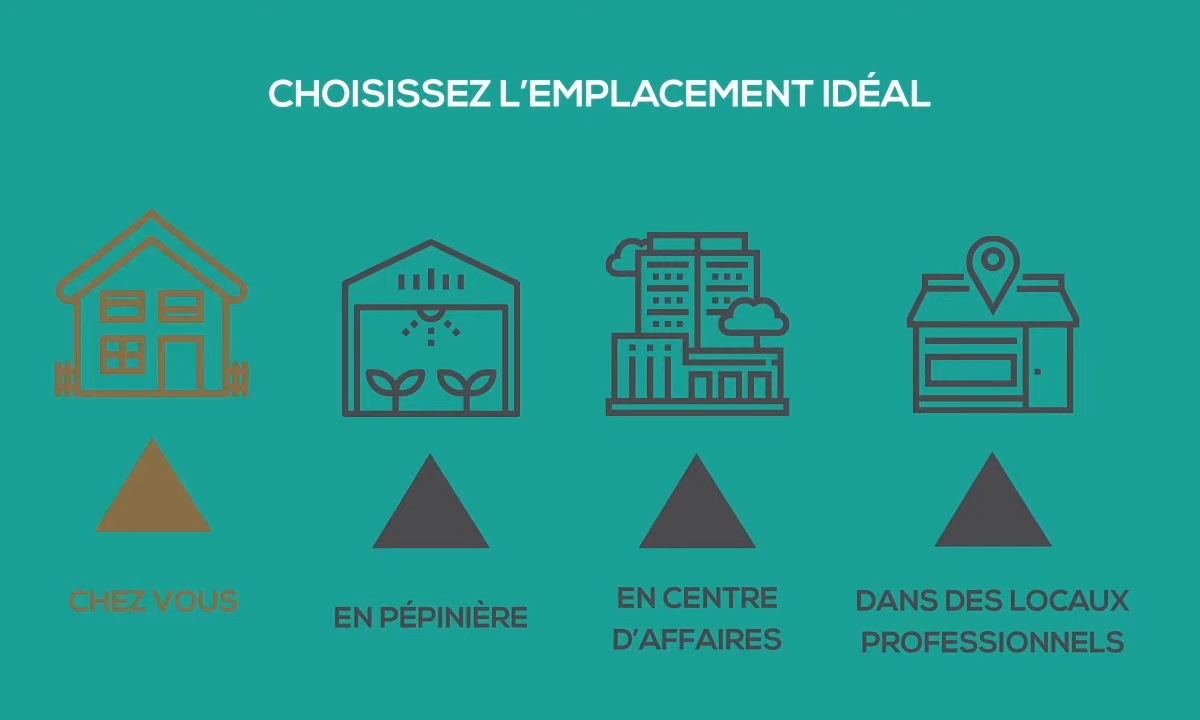 CHOISISSEZ L'EMPLACEMENT IDÉAL
CHEZ VOUS
EN PÉPINIÈRE
EN CENTRE
D'AFFAIRES
DANS DES LOCAUX
PROFESSIONNELS